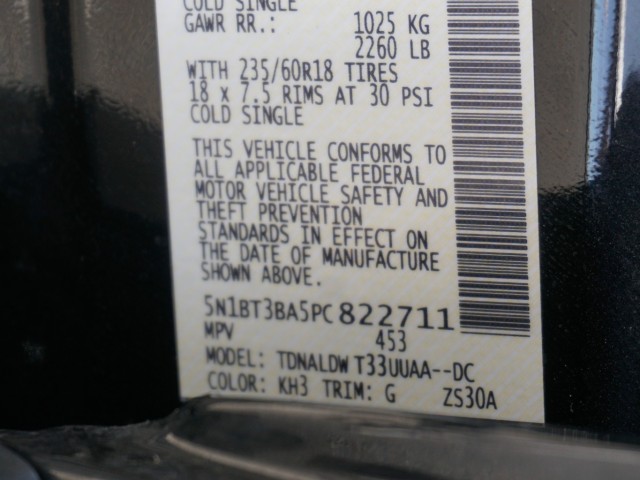 COLD SINGLE
GAWR RR.: 1025 KG
2260 LB
WITH 235/60R18 TIRES
18 x 7.5 RIMS AT 30 PSI
COLD SINGLE
THIS VEHICLE CONFORMS TO
ALL APPLICABLE FEDERAL
MOTOR VEHICLE SAFETY AND
THEFT PREVENTION
STANDARDS IN EFFECT ON
THE DATE OF MANUFACTURE
SHOWN ABOVE.
5N1BT3BA5PC822711
MPV 453
MODEL: TDNALDW T33UUAA--DC
COLOR: KH3 TRIM: G ZS30A